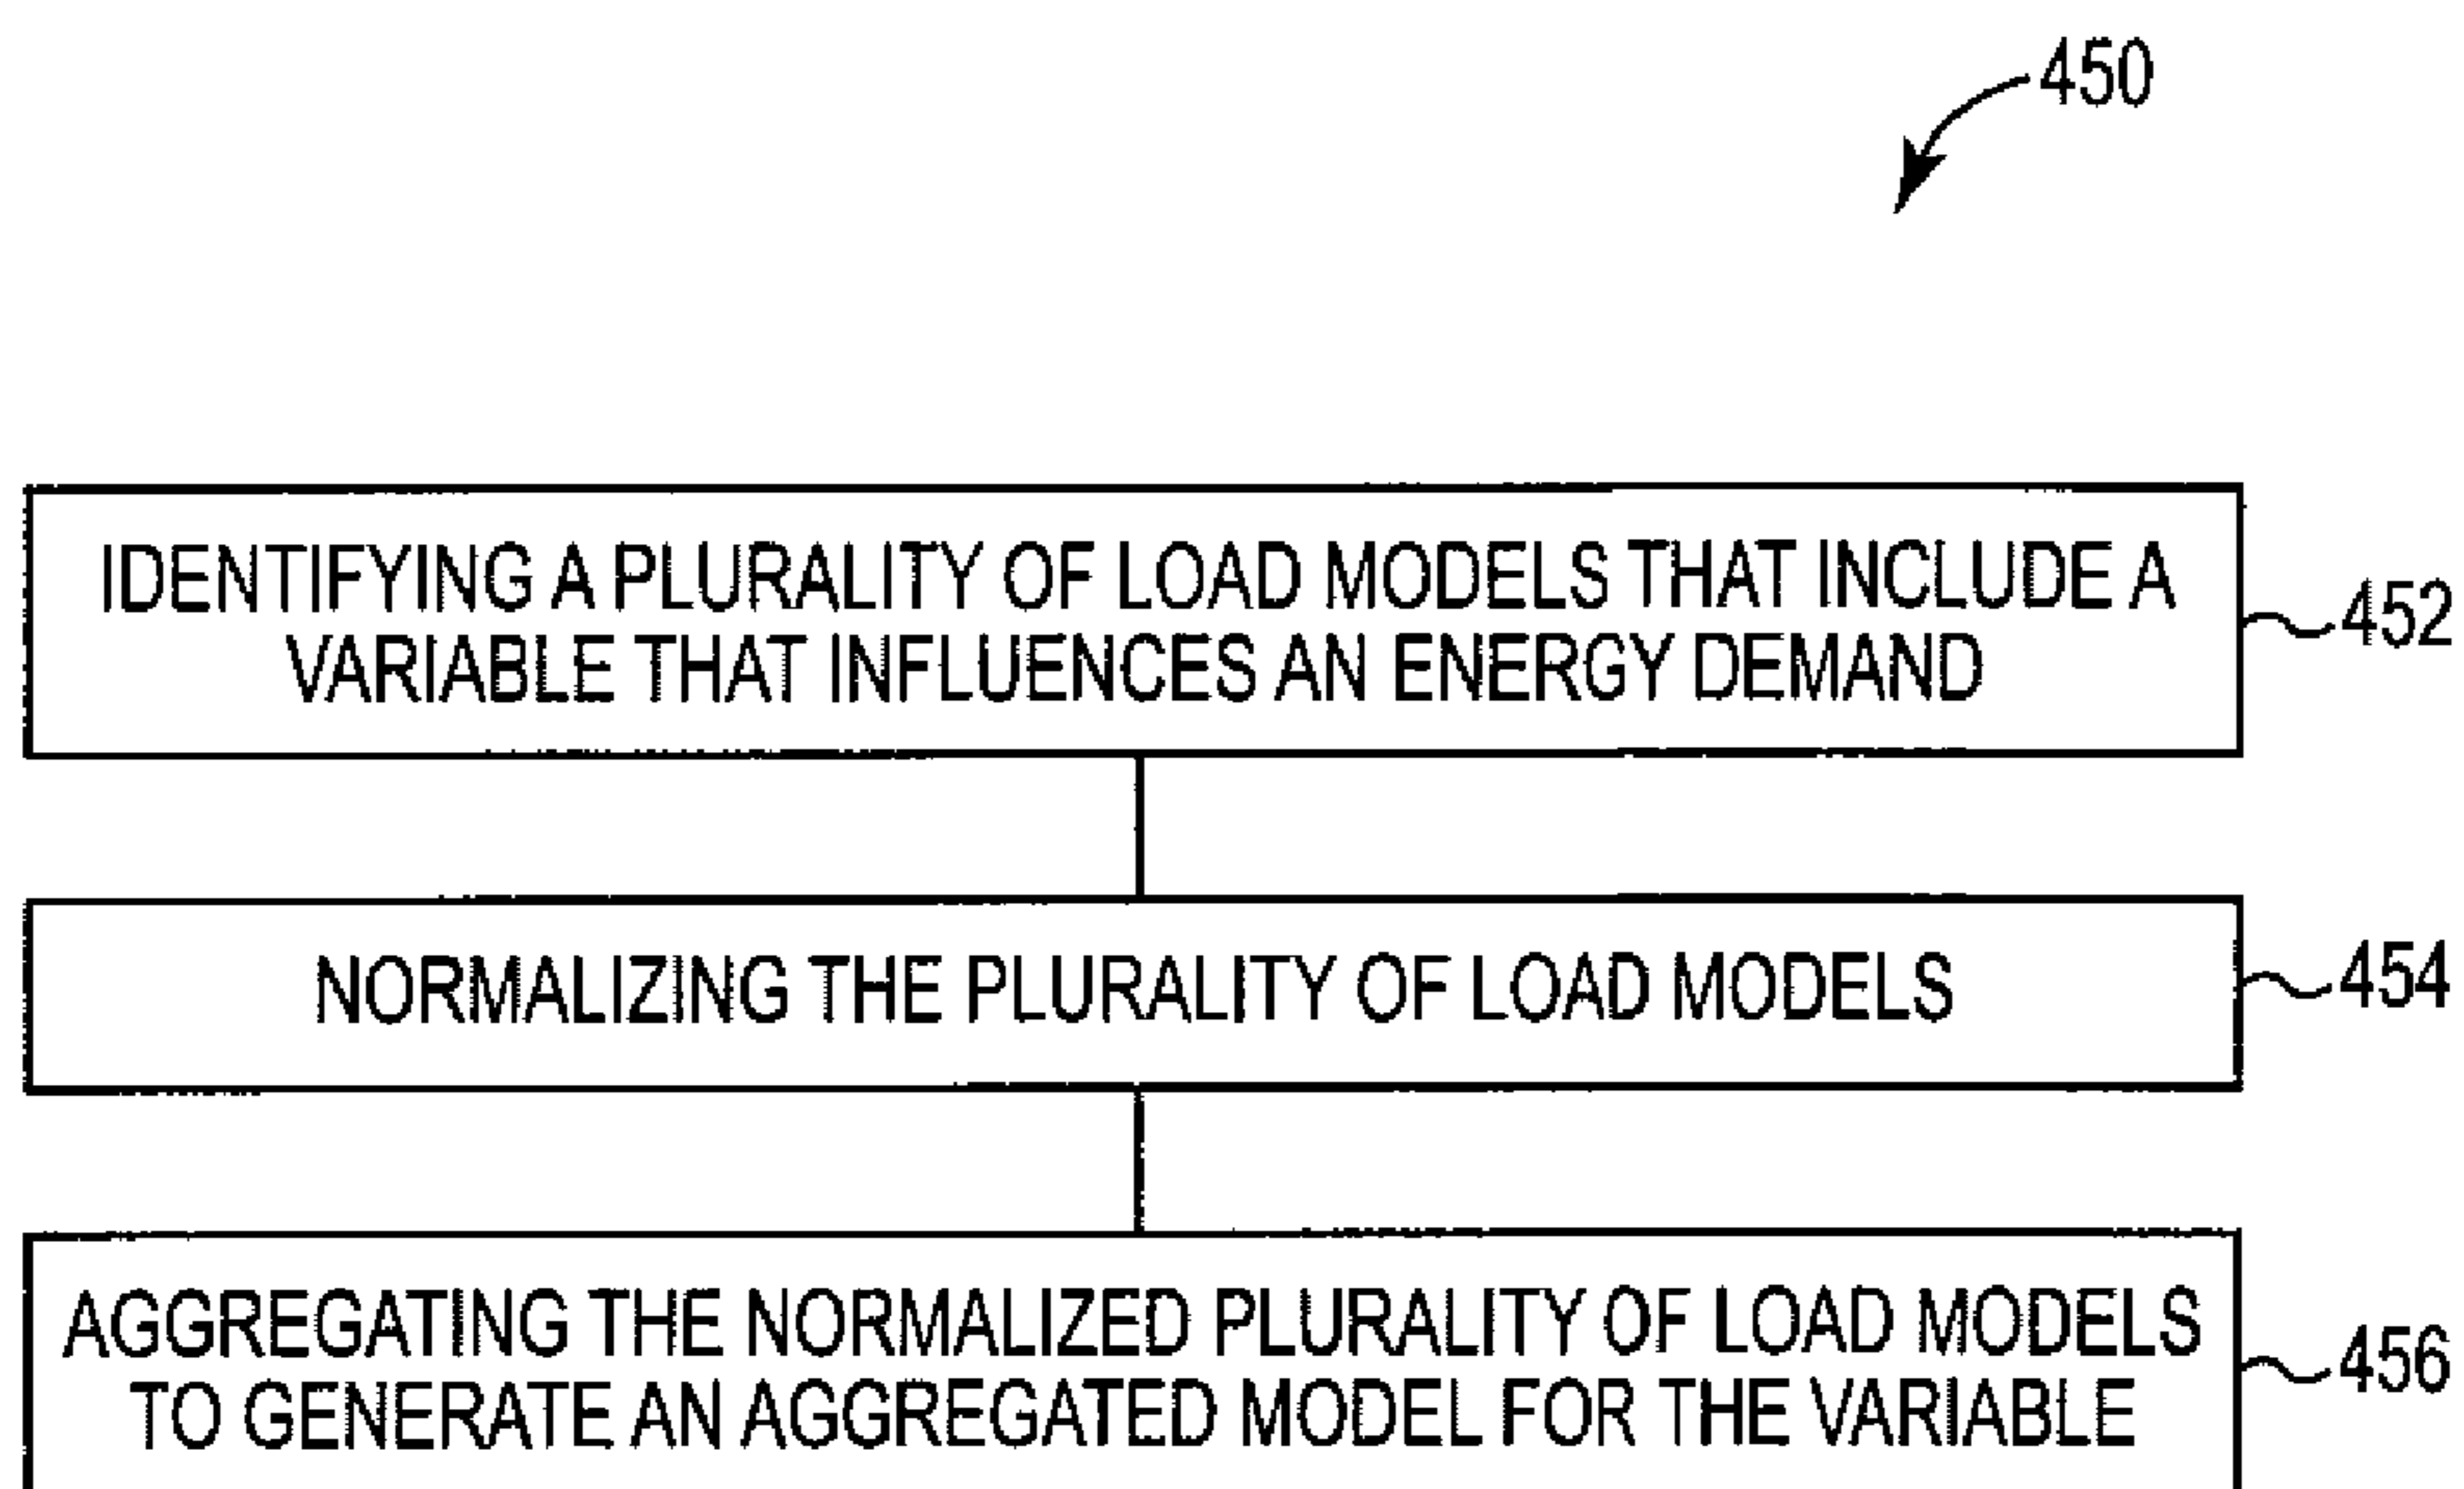 450
IDENTIFYING A PLURALITY OF LOAD MODELS THAT INCLUDE A
VARIABLE THAT INFLUENCES AN ENERGY DEMAND
452
NORMALIZING THE PLURALITY OF LOAD MODELS
454
AGGREGATING THE NORMALIZED PLURALITY OF LOAD MODELS
TO GENERATE AN AGGREGATED MODEL FOR THE VARIABLE
456